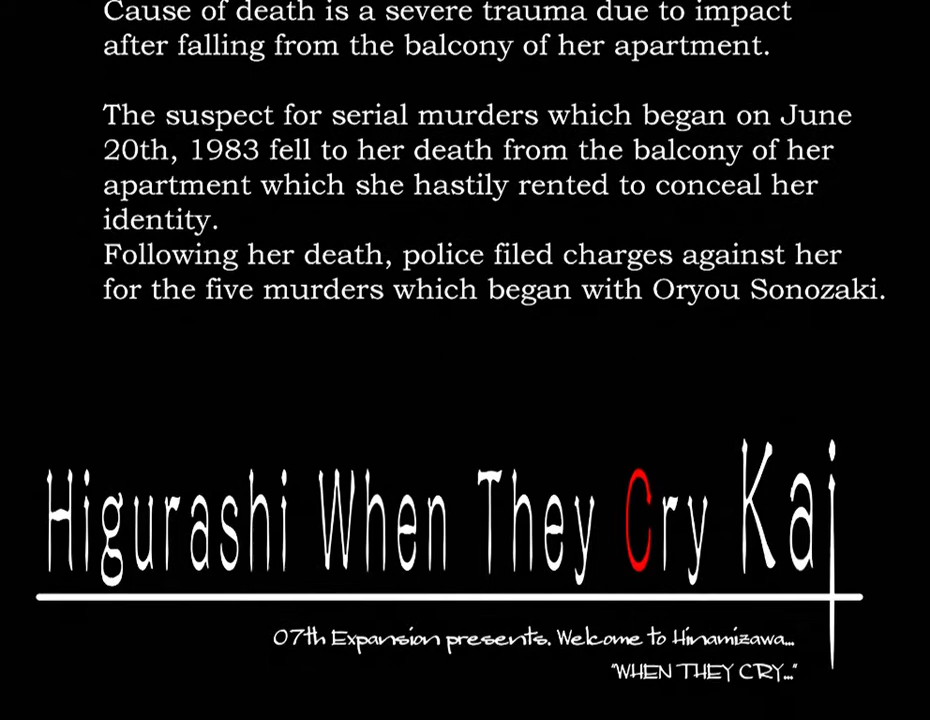 Cause of death is a severe trauma due to impact
after falling from the balcony of her apartment.
The suspect for serial murders which began on June
20th, 1983 fell to her death from the balcony of her
apartment which she hastily rented to conceal her
identity.
Following her death, police filed charges against her
for the five murders which began with Oryou Sonozaki.
Higurashi When They Cry Kai
07th Expansion presents. Welcome to Hinamizawa...
"WHEN THEY CRY..."